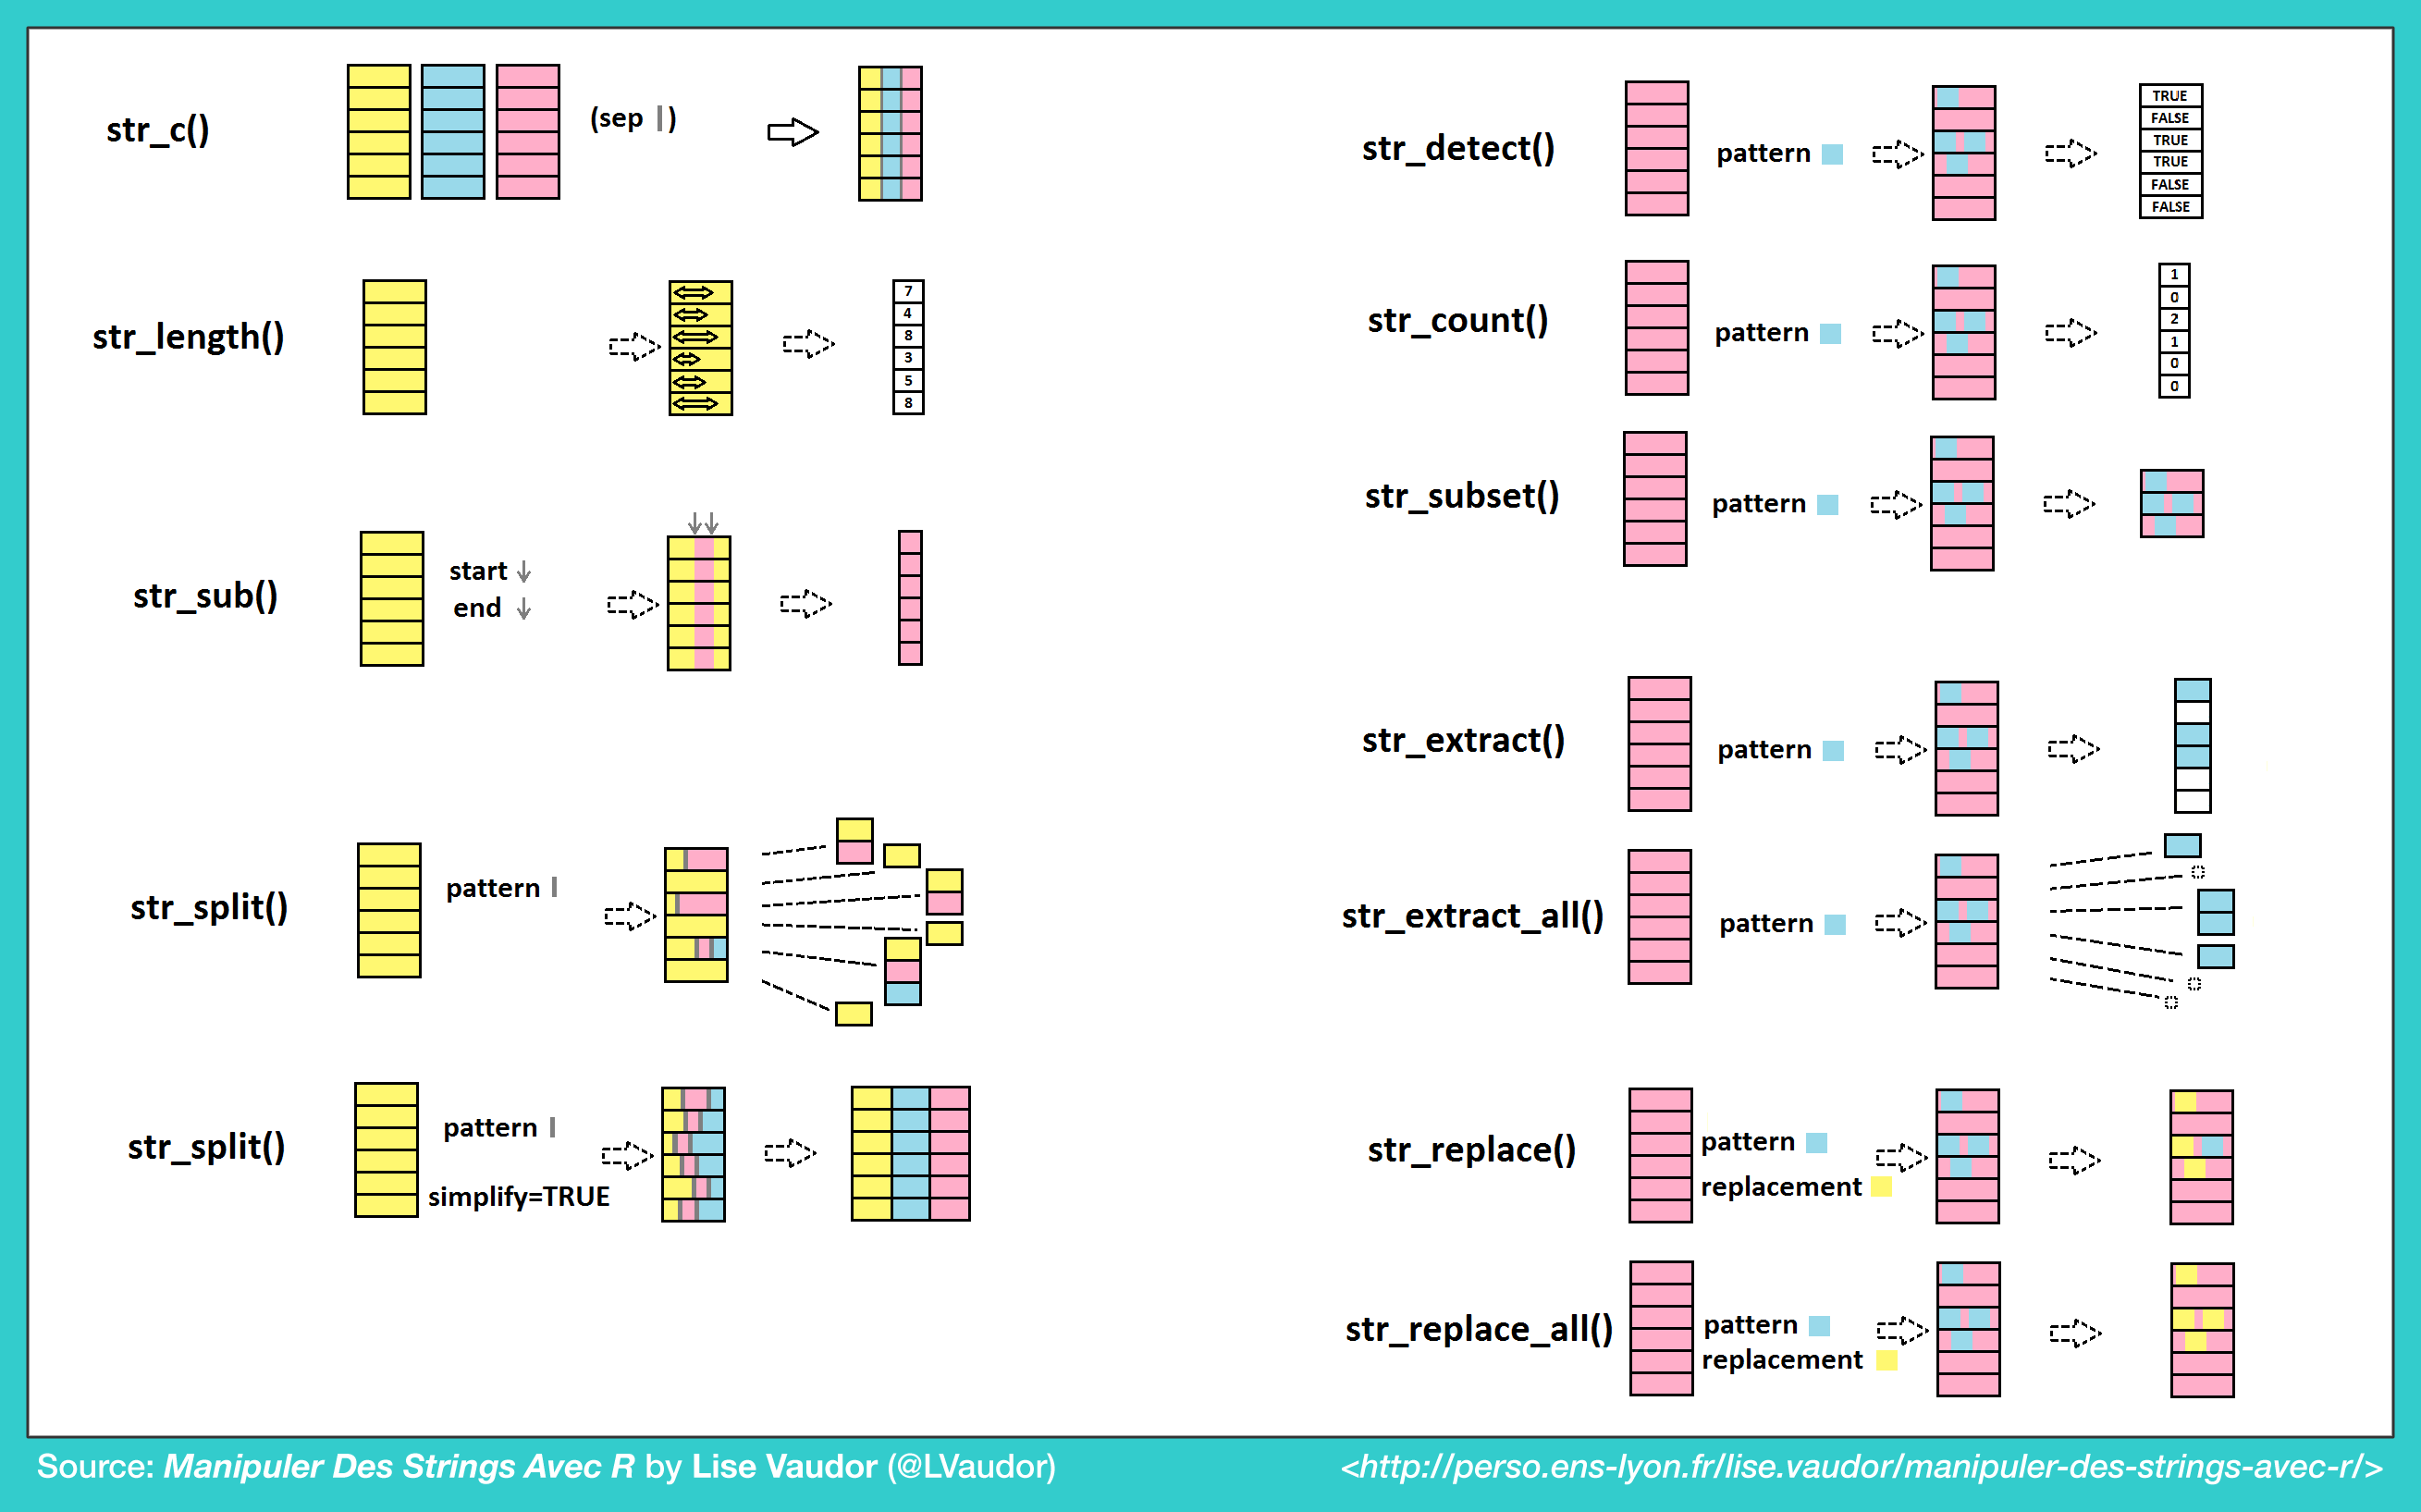 str_c()
(sep |)
str_length()
7
4
8
3
5
8
str_sub()
start ↓
end ↓
str_split()
pattern |
str_split()
pattern |
simplify=TRUE
str_detect()
pattern
TRUE
FALSE
TRUE
TRUE
FALSE
FALSE
str_count()
pattern
1
0
2
1
0
0
str_subset()
pattern
str_extract()
pattern
str_extract_all()
pattern
str_replace()
pattern
replacement
str_replace_all()
pattern
replacement
Source: Manipuler Des Strings Avec R by Lise Vaudor (@LVaudor)
<http://perso.ens-lyon.fr/lise.vaudor/manipuler-des-strings-avec-r/>